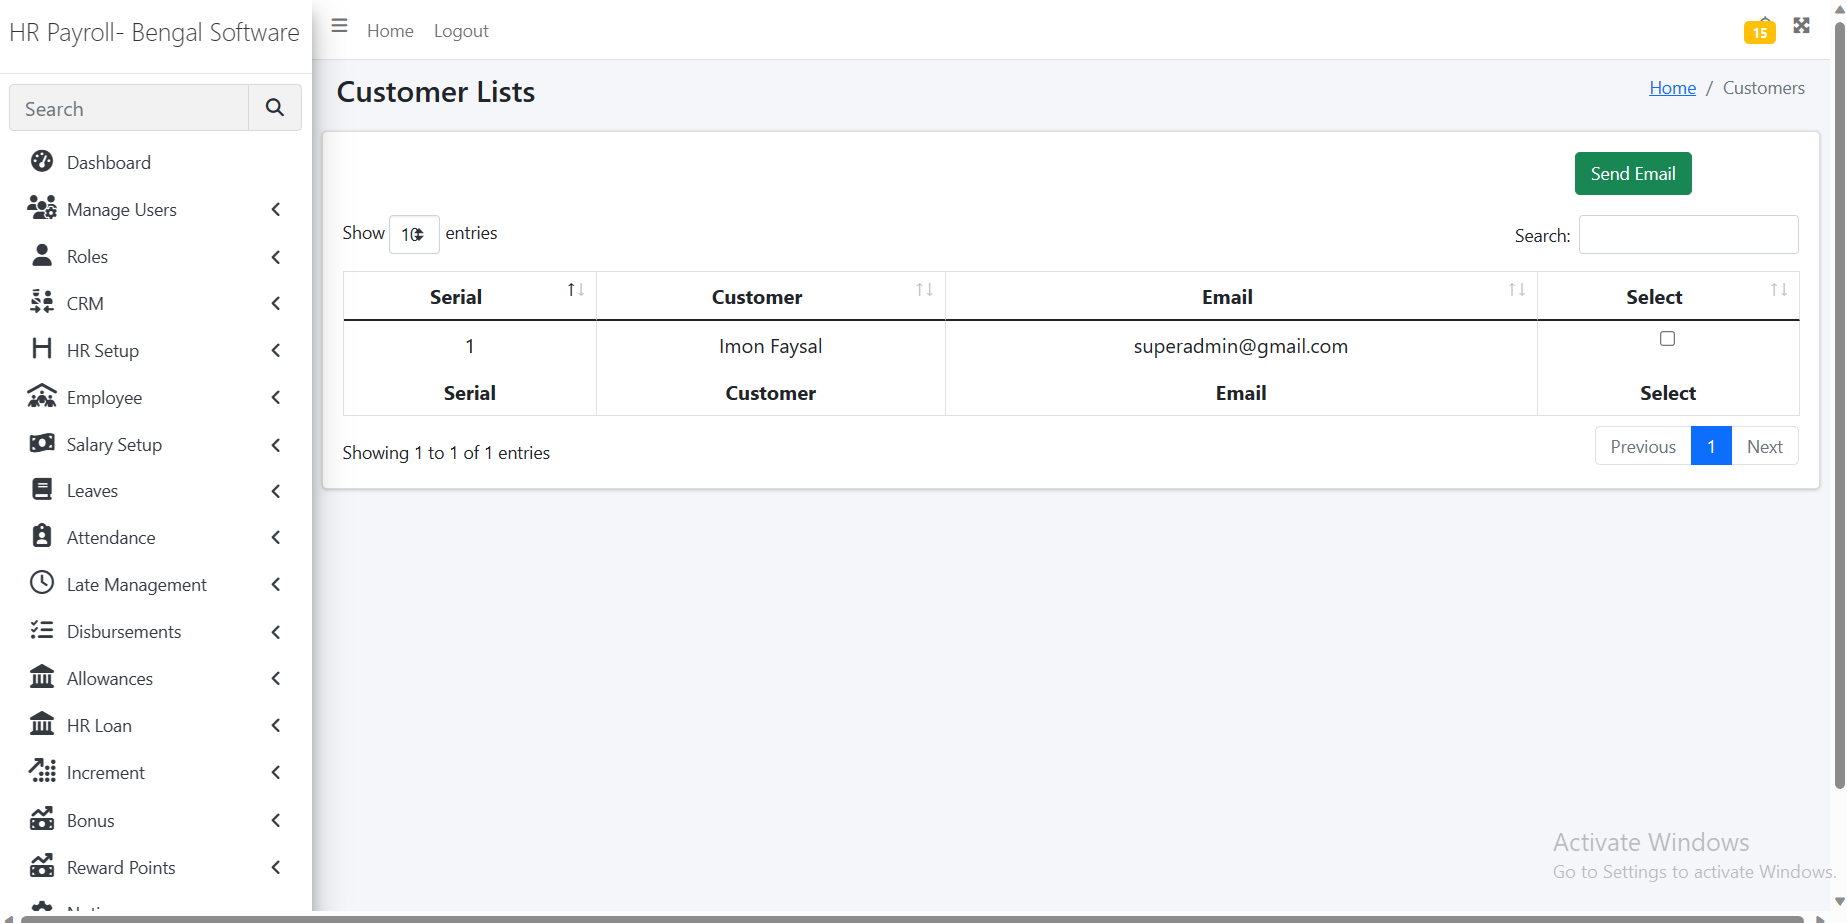 HR Payroll- Bengal Software
Home Logout
15
Search
Customer Lists
Home / Customers
Dashboard
Manage Users
Roles
CRM
HR Setup
Employee
Salary Setup
Leaves
Attendance
Late Management
Disbursements
Allowances
HR Loan
Increment
Bonus
Reward Points
Send Email
Show 10 entries
Search:
Serial Customer Email Select
1 Imon Faysal superadmin@gmail.com
Serial Customer Email Select
Showing 1 to 1 of 1 entries
Previous 1 Next
Activate Windows
Go to Settings to activate Windows.